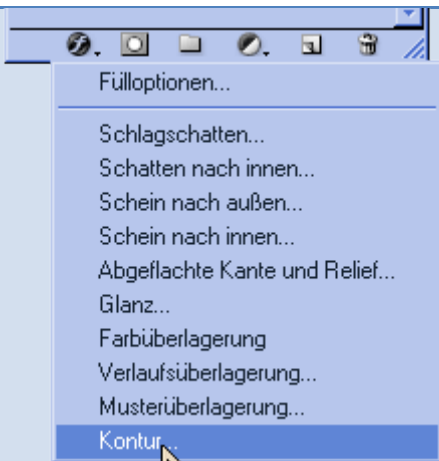 Fülloptionen...
Schlagschatten...
Schatten nach innen...
Schein nach außen...
Schein nach innen...
Abgeflachte Kante und Relief...
Glanz...
Farbüberlagerung
Verlaufsüberlagerung...
Musterüberlagerung...
Kontur...